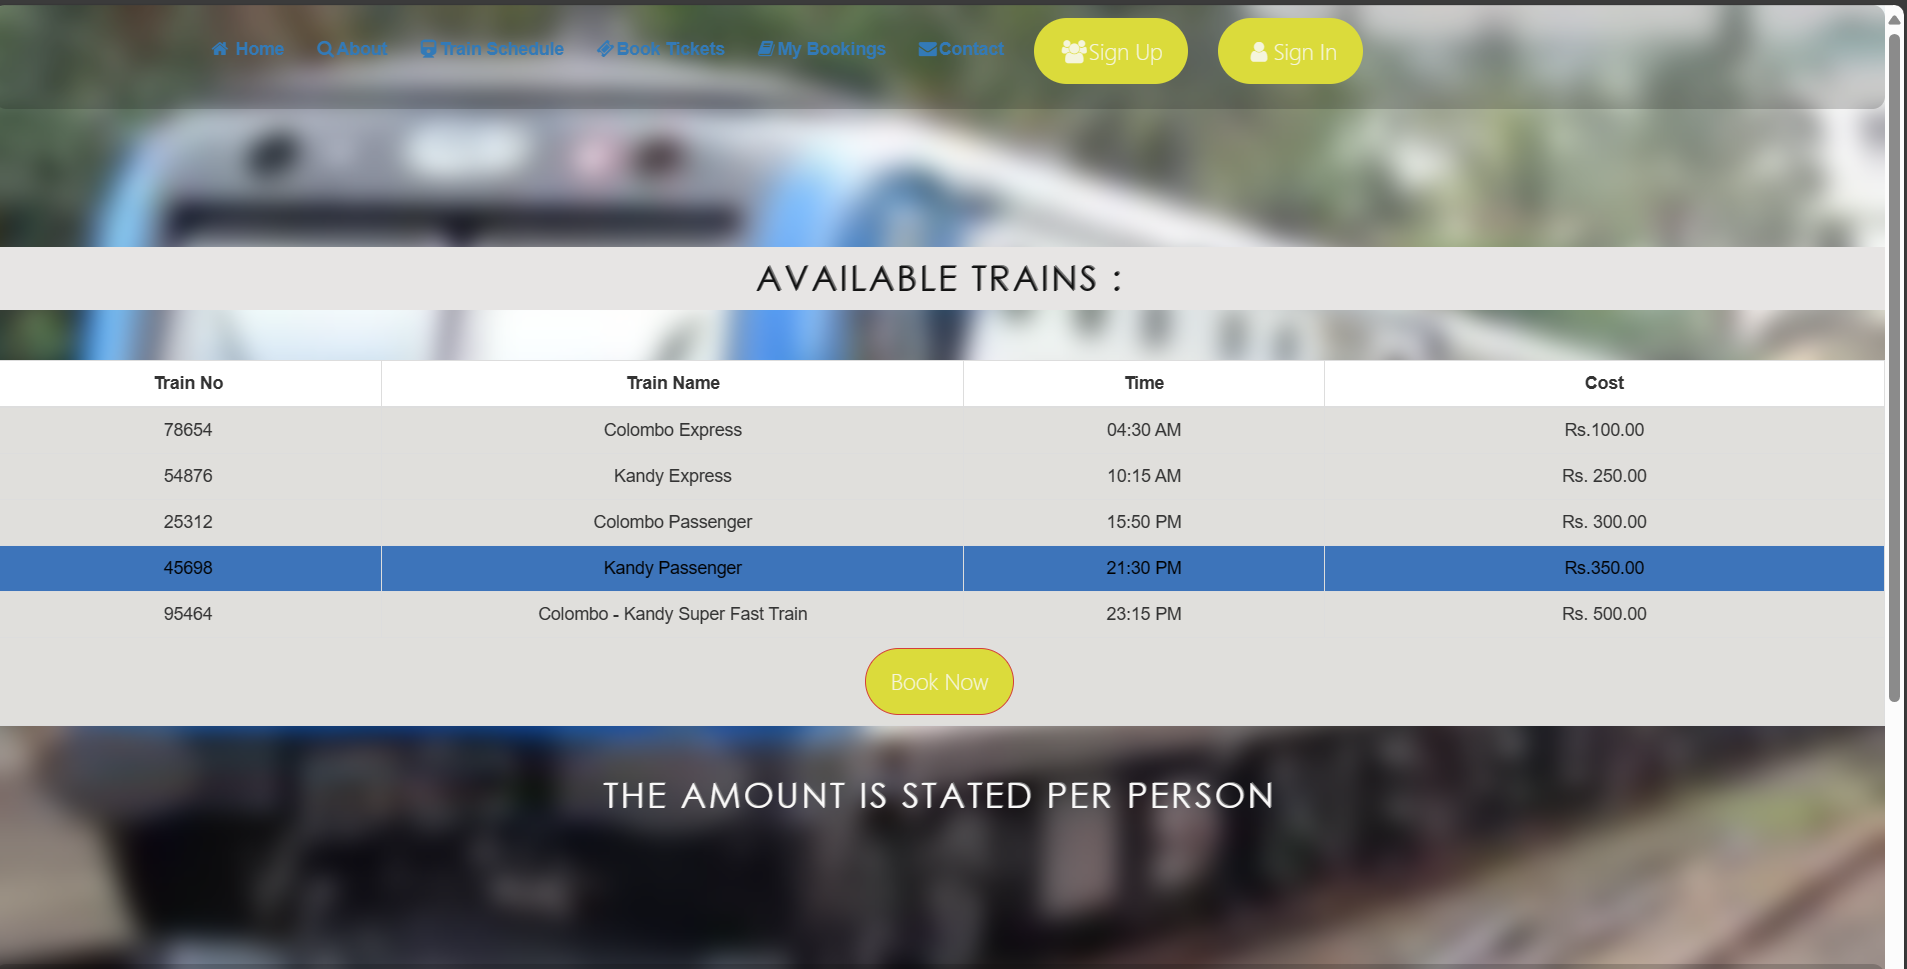 Home About Train Schedule Book Tickets My Bookings Contact Sign Up Sign In
AVAILABLE TRAINS :
Train No Train Name Time Cost
78654 Colombo Express 04:30 AM Rs.100.00
54876 Kandy Express 10:15 AM Rs. 250.00
25312 Colombo Passenger 15:50 PM Rs. 300.00
45698 Kandy Passenger 21:30 PM Rs.350.00
95464 Colombo - Kandy Super Fast Train 23:15 PM Rs. 500.00
Book Now
THE AMOUNT IS STATED PER PERSON